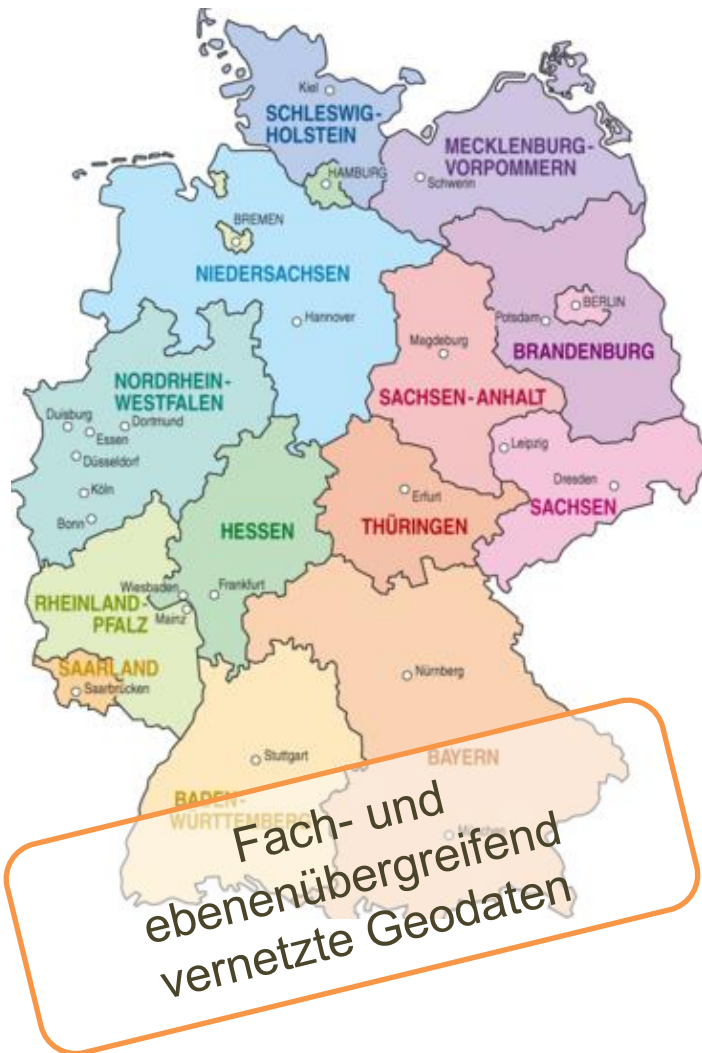 Kiel
SCHLESWIG-
HOLSTEIN
MECKLENBURG-
VORPOMMERN
HAMBURG
Schwerin
BREMEN
NIEDERSACHSEN
Hannover
BERLIN
Potsdam
Magdeburg
BRANDENBURG
NORDRHEIN-
WESTFALEN
SACHSEN-ANHALT
Duisburg
Dortmund
Essen
Düsseldorf
Leipzig
Köln
Dresden
Erfurt
SACHSEN
Bonn
HESSEN
THÜRINGEN
Wiesbaden
Frankfurt
RHEINLAND-
PFALZ
Mainz
SAARLAND
Saarbrücken
Nürnberg
Stuttgart
BAYERN
BADEN-
WÜRTTEMBERG
München
Fach- und
ebenenübergreifend
vernetzte Geodaten